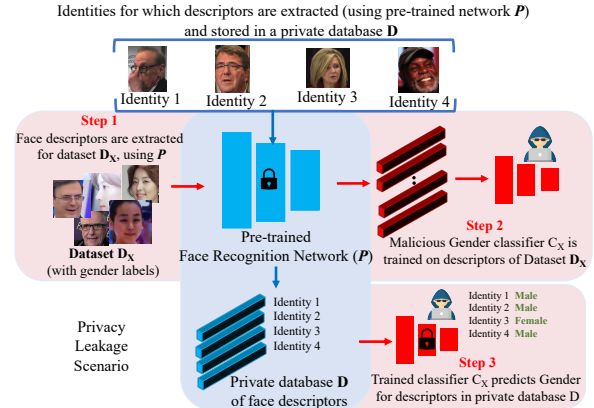 Identities for which descriptors are extracted (using pre-trained network P)
and stored in a private database D
Identity 1
Identity 2
Identity 3
Identity 4
Step 1
Face descriptors are extracted
for dataset DX, using P
Dataset DX
(with gender labels)
Pre-trained
Face Recognition Network (P)
Step 2
Malicious Gender classifier CX is
trained on descriptors of Dataset DX
Privacy
Leakage
Scenario
Identity 1
Identity 2
Identity 3
Identity 4
Private database D
of face descriptors
Identity 1 Male
Identity 2 Male
Identity 3 Female
Identity 4 Male
Step 3
Trained classifier CX predicts Gender
for descriptors in private database D